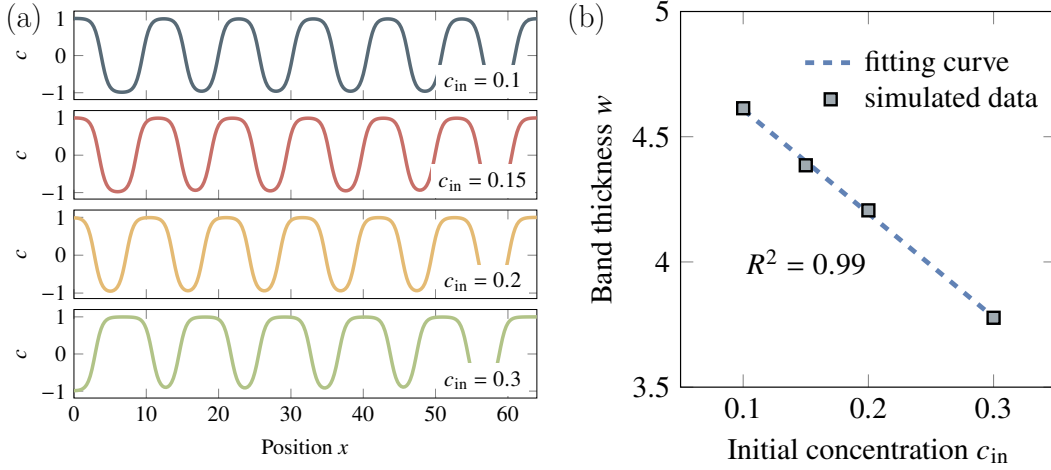 (a)
1
0
−1
c
c_in = 0.1
1
0
−1
c
c_in = 0.15
1
0
−1
c
c_in = 0.2
1
0
−1
c
c_in = 0.3
0 10 20 30 40 50 60
Position x
(b)
5
4.5
4
3.5
Band thickness w
fitting curve
simulated data
R² = 0.99
0.1 0.2 0.3
Initial concentration c_in